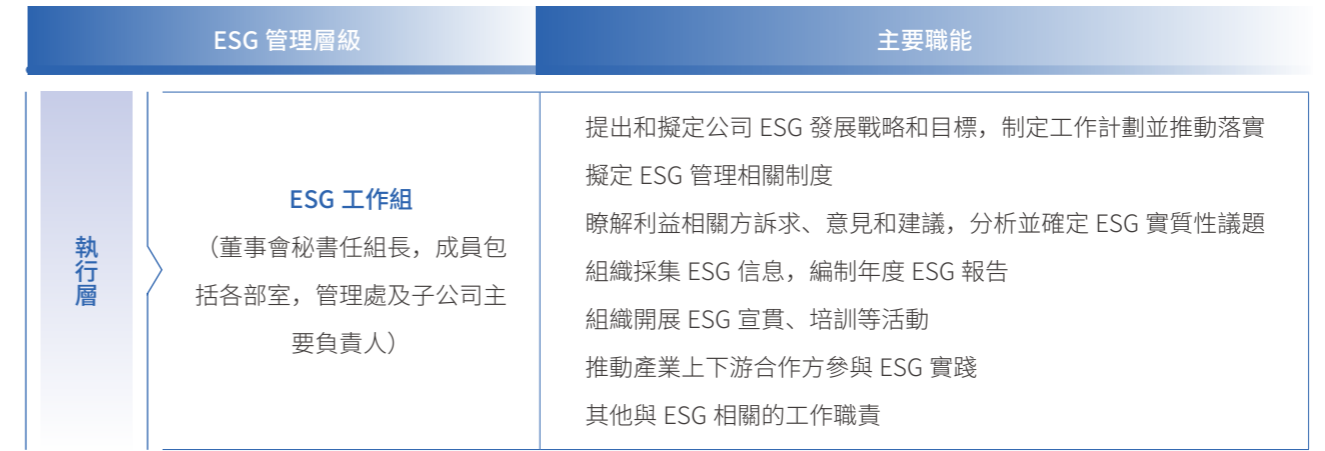 ESG 管理層級
主要職能
執行層
ESG 工作組
（董事會秘書任組長，成員包
括各部室，管理處及子公司主
要負責人）
提出和擬定公司 ESG 發展戰略和目標，制定工作計劃並推動落實
擬定 ESG 管理相關制度
瞭解利益相關方訴求、意見和建議，分析並確定 ESG 實質性議題
組織採集 ESG 信息，編制年度 ESG 報告
組織開展 ESG 宣貫、培訓等活動
推動產業上下游合作方參與 ESG 實踐
其他與 ESG 相關的工作職責